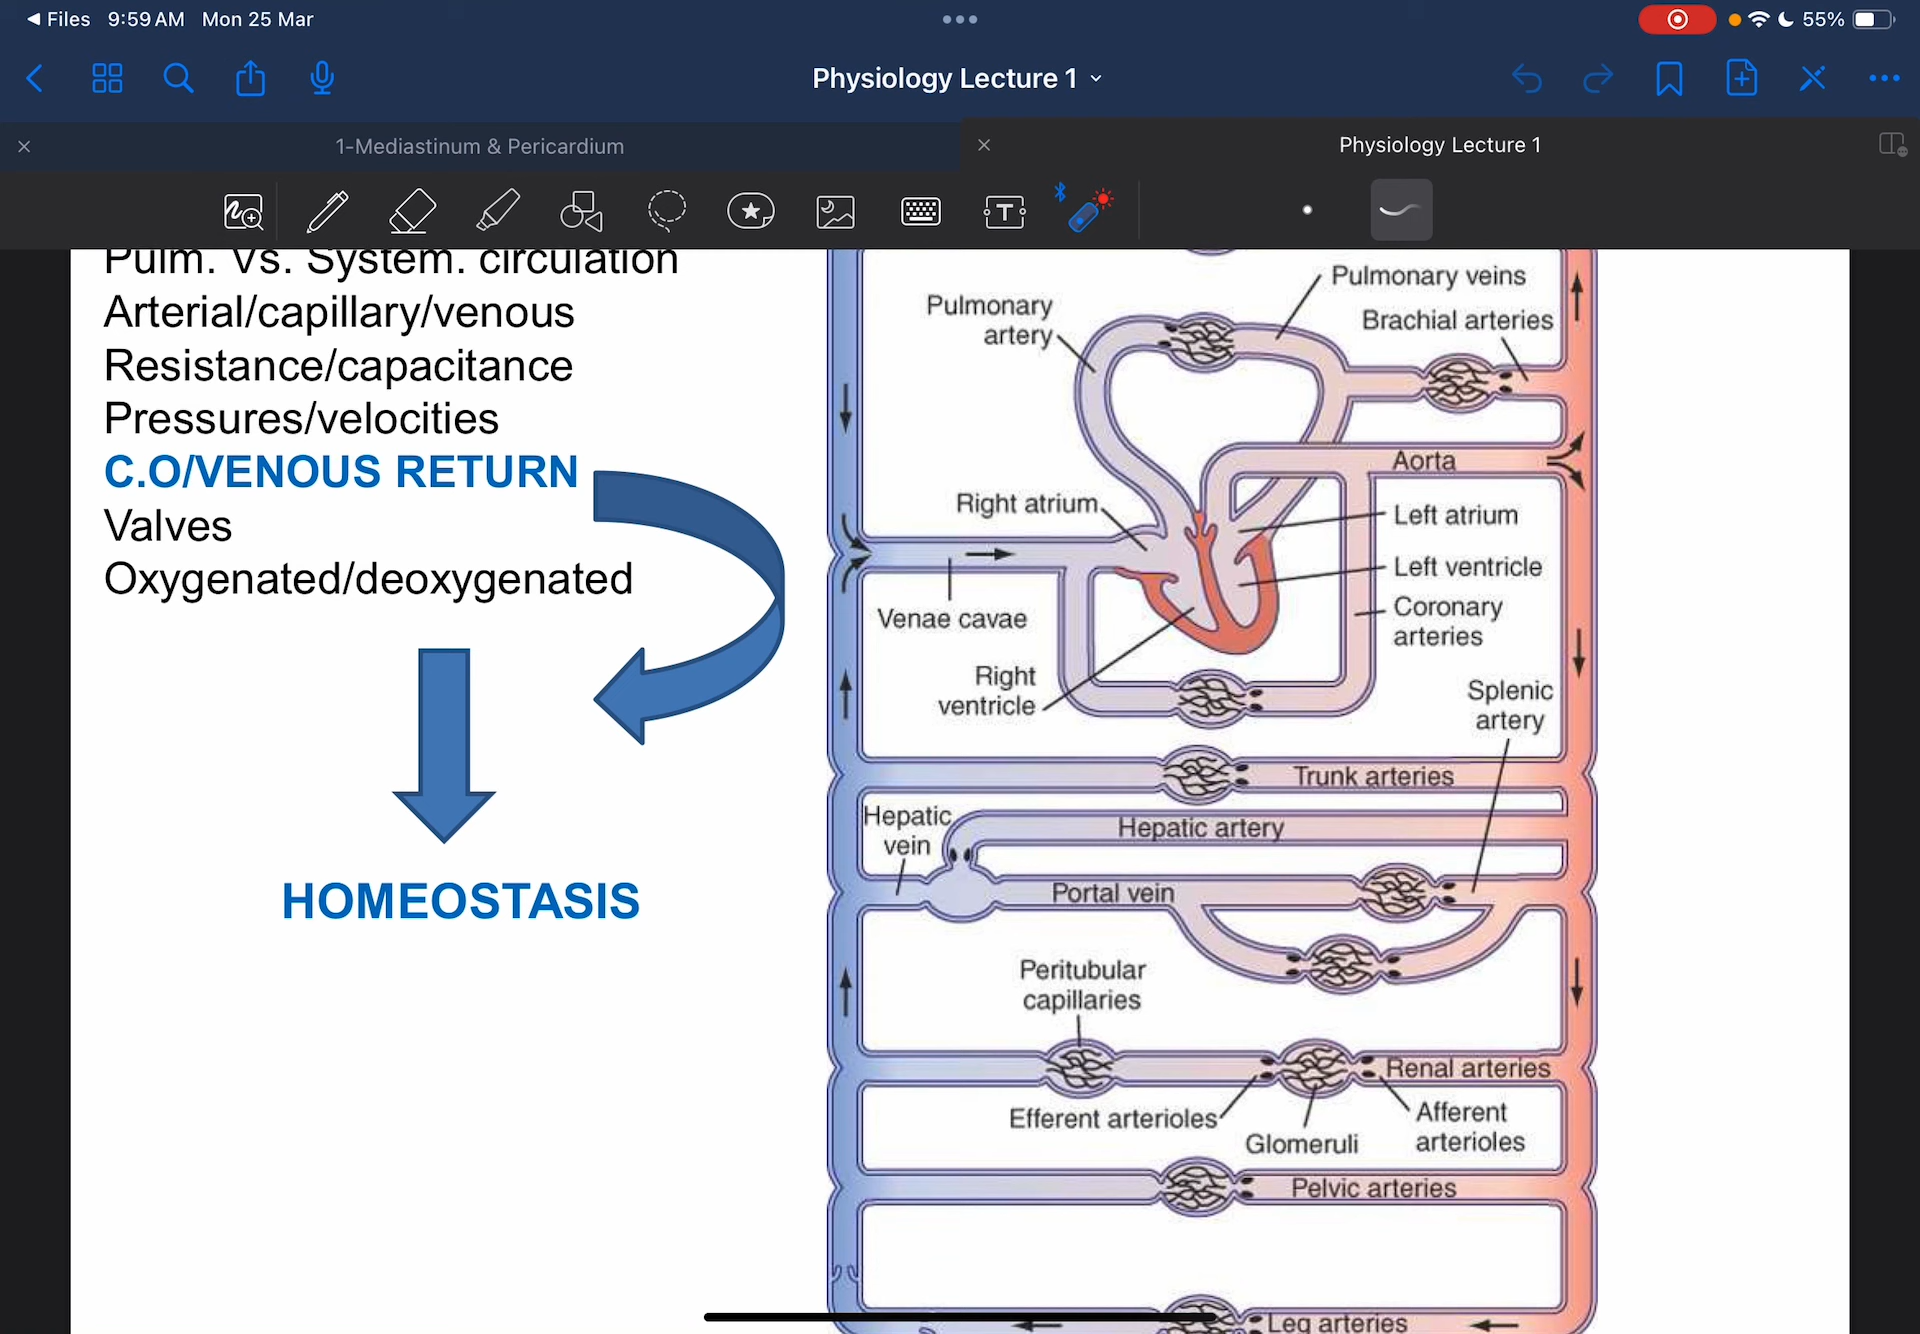 Files 9:59 AM Mon 25 Mar
55%
Physiology Lecture 1
1-Mediastinum & Pericardium
Physiology Lecture 1
T
Pulm. Vs. System. circulation
Arterial/capillary/venous
Resistance/capacitance
Pressures/velocities
C.O/VENOUS RETURN
Valves
Oxygenated/deoxygenated
HOMEOSTASIS
Pulmonary veins
Pulmonary
artery
Brachial arteries
Aorta
Right atrium
Left atrium
Left ventricle
Venae cavae
Coronary
arteries
Right
ventricle
Splenic
artery
Trunk arteries
Hepatic
vein
Hepatic artery
Portal vein
Peritubular
capillaries
Renal arteries
Efferent arterioles
Afferent
arterioles
Glomeruli
Pelvic arteries
Leg arteries